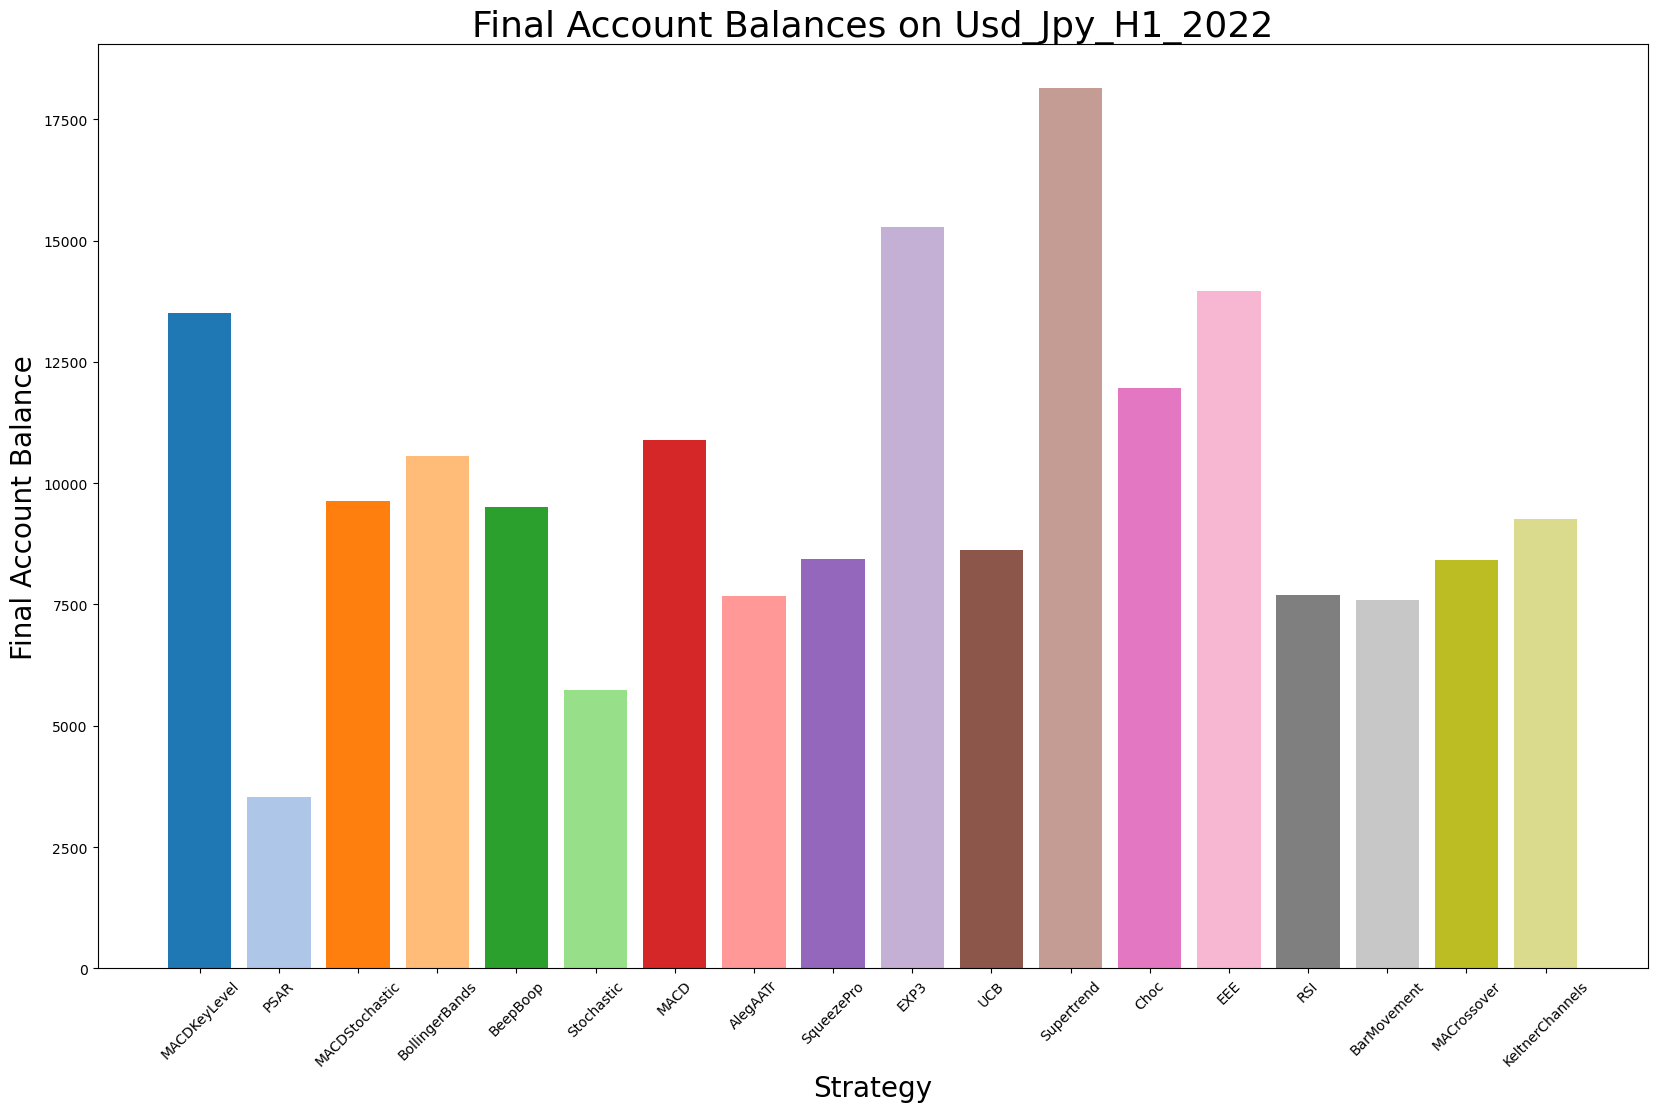 Final Account Balances on Usd_Jpy_H1_2022
Final Account Balance
17500
15000
12500
10000
7500
5000
2500
0
MACDKeyLevel
PSAR
MACDStochastic
BollingerBands
BeepBoop
Stochastic
MACD
AlegAATr
SqueezePro
EXP3
UCB
Supertrend
Choc
EEE
RSI
BarMovement
MACrossover
KeltnerChannels
Strategy